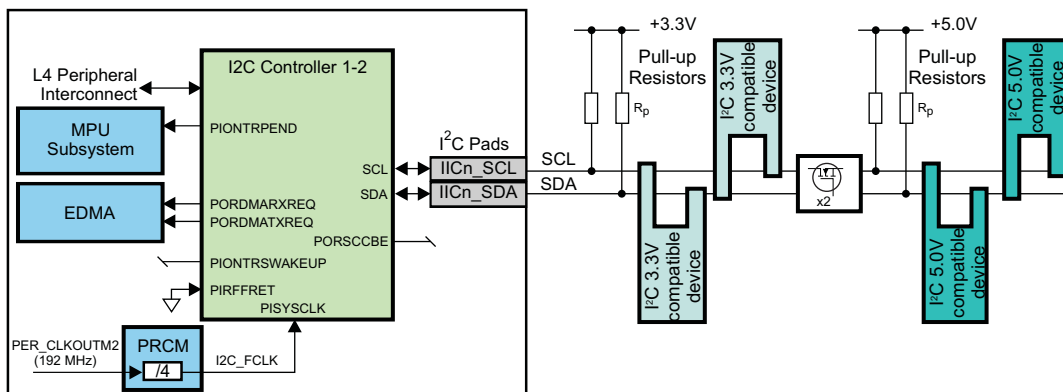 L4 Peripheral
Interconnect
MPU
Subsystem
EDMA
I2C Controller 1-2
PIONTRPEND
PORDMARXREQ
PORDMATXREQ
PIONTRSWAKEUP
PIRFFRET
PISYSCLK
SCL
SDA
PORSCCBE
PER_CLKOUTM2
(192 MHz)
PRCM
/4
I2C_FCLK
I²C Pads
IICn_SCL
IICn_SDA
SCL
SDA
+3.3V
Pull-up
Resistors
Rp
I²C 3.3V
compatible
device
I²C 3.3V
compatible
device
x2
+5.0V
Pull-up
Resistors
Rp
I²C 5.0V
compatible
device
I²C 5.0V
compatible
device